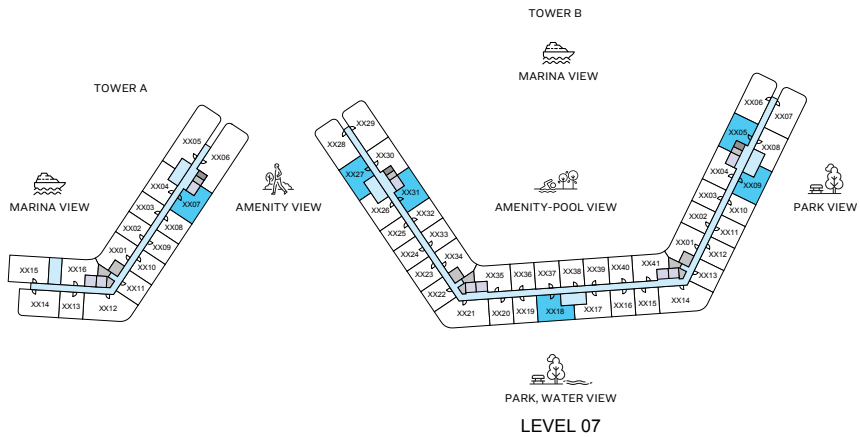 TOWER B
MARINA VIEW
TOWER A
XX05
XX06
XX04
XX07
XX03
XX08
XX02
XX09
XX01
XX10
XX11
XX16
XX15
XX14
XX13
XX12
MARINA VIEW
AMENITY VIEW
XX29
XX28
XX30
XX27
XX31
XX26
XX32
XX25
XX33
XX24
XX34
XX23
XX22
XX21
XX35
XX36
XX37
XX38
XX39
XX40
XX41
XX20
XX19
XX18
XX17
XX16
XX15
XX14
XX06
XX07
XX05
XX08
XX04
XX09
XX03
XX10
XX02
XX11
XX01
XX12
XX13
AMENITY-POOL VIEW
PARK VIEW
PARK, WATER VIEW
LEVEL 07